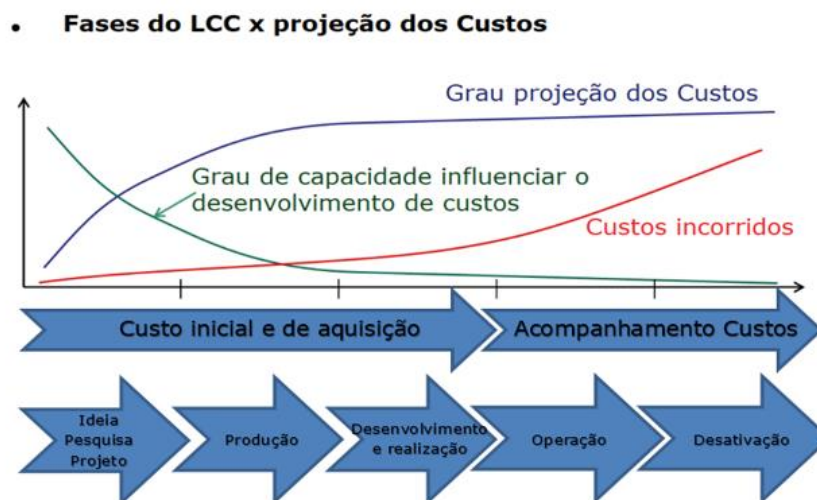 • Fases do LCC x projeção dos Custos
Grau projeção dos Custos
Grau de capacidade influenciar o
desenvolvimento de custos
Custos incorridos
Custo inicial e de aquisição
Acompanhamento Custos
Ideia
Pesquisa
Projeto
Produção
Desenvolvimento
e realização
Operação
Desativação